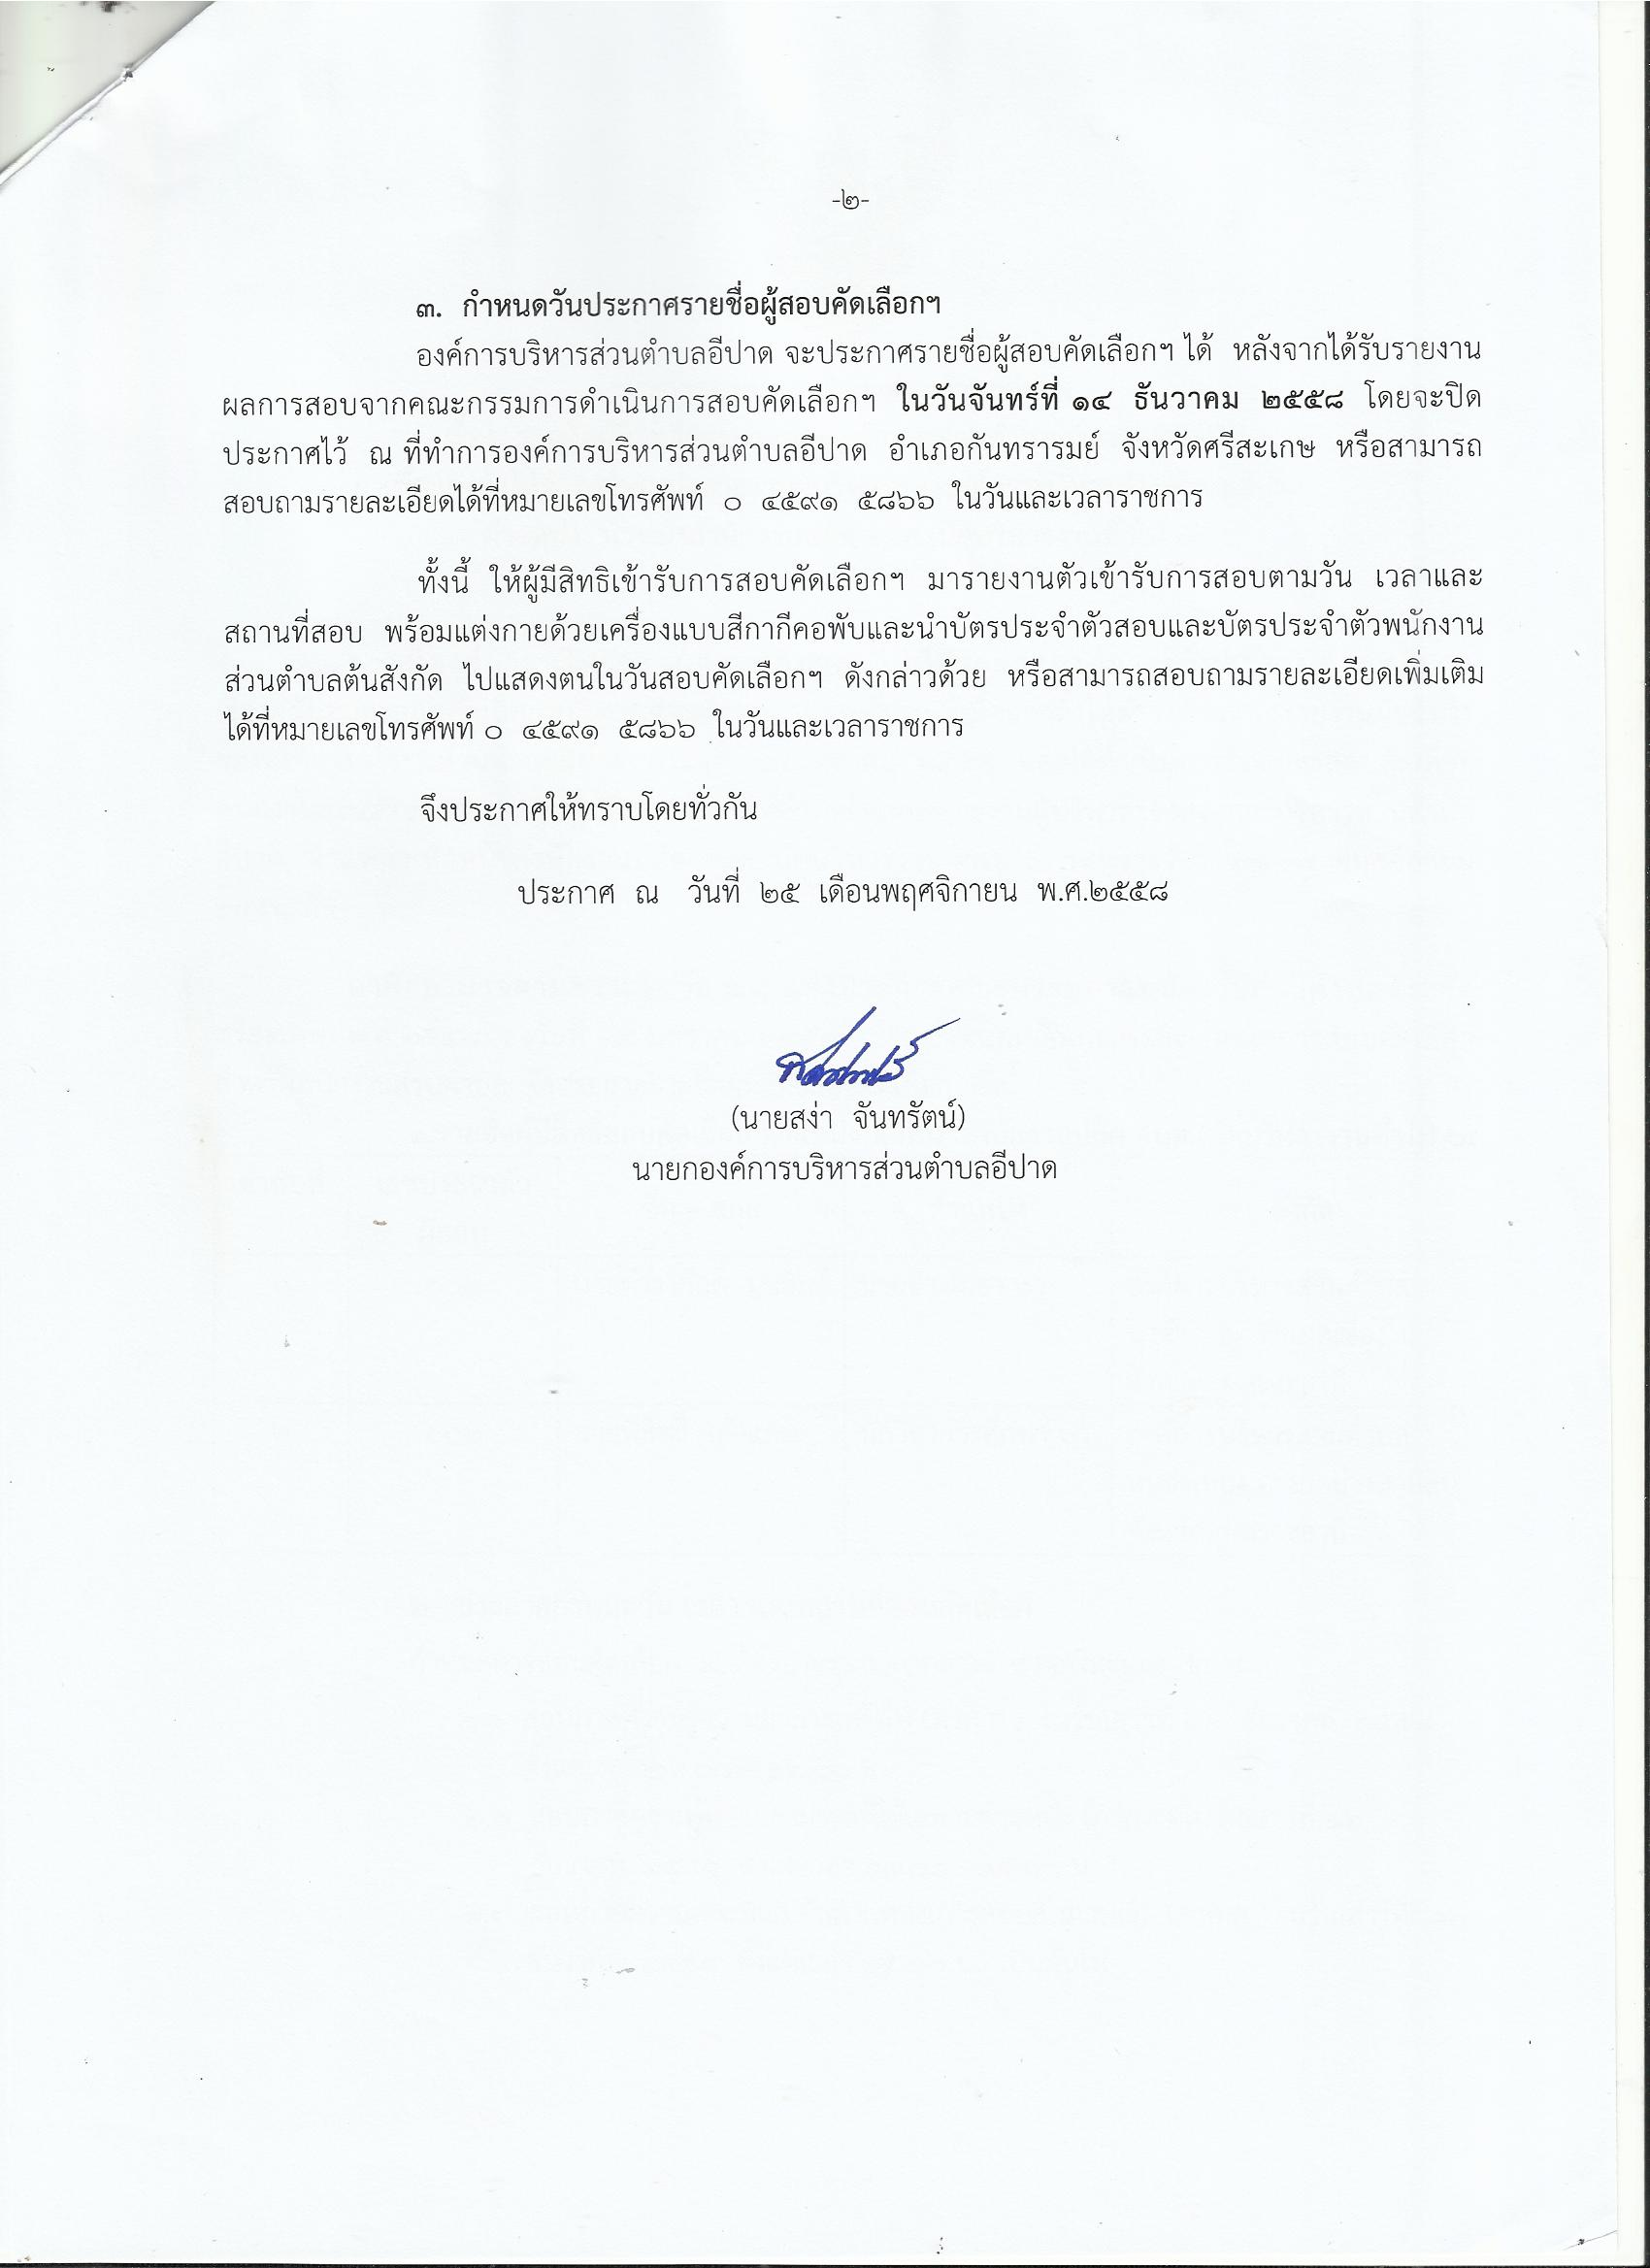 -๒-
๓. กำหนดวันประกาศรายชื่อผู้สอบคัดเลือกฯ
องค์การบริหารส่วนตำบลอีปาด จะประกาศรายชื่อผู้สอบคัดเลือกฯ ได้ หลังจากได้รับรายงาน
ผลการสอบจากคณะกรรมการดำเนินการสอบคัดเลือกฯ ในวันจันทร์ที่ ๑๔ ธันวาคม ๒๕๕๘ โดยจะปิด
ประกาศไว้ ณ ที่ทำการองค์การบริหารส่วนตำบลอีปาด อำเภอกันทรารมย์ จังหวัดศรีสะเกษ หรือสามารถ
สอบถามรายละเอียดได้ที่หมายเลขโทรศัพท์ ๐ ๔๕๙๑ ๕๘๖๖ ในวันและเวลาราชการ
ทั้งนี้ ให้ผู้มีสิทธิเข้ารับการสอบคัดเลือกฯ มารายงานตัวเข้ารับการสอบตามวัน เวลาและ
สถานที่สอบ พร้อมแต่งกายด้วยเครื่องแบบสีกากีคอพับและนำบัตรประจำตัวสอบและบัตรประจำตัวพนักงาน
ส่วนตำบลต้นสังกัด ไปแสดงตนในวันสอบคัดเลือกฯ ดังกล่าวด้วย หรือสามารถสอบถามรายละเอียดเพิ่มเติม
ได้ที่หมายเลขโทรศัพท์ ๐ ๔๕๙๑ ๕๘๖๖ ในวันและเวลาราชการ
จึงประกาศให้ทราบโดยทั่วกัน
ประกาศ ณ วันที่ ๒๕ เดือนพฤศจิกายน พ.ศ.๒๕๕๘
(นายสง่า จันทรัตน์)
นายกองค์การบริหารส่วนตำบลอีปาด